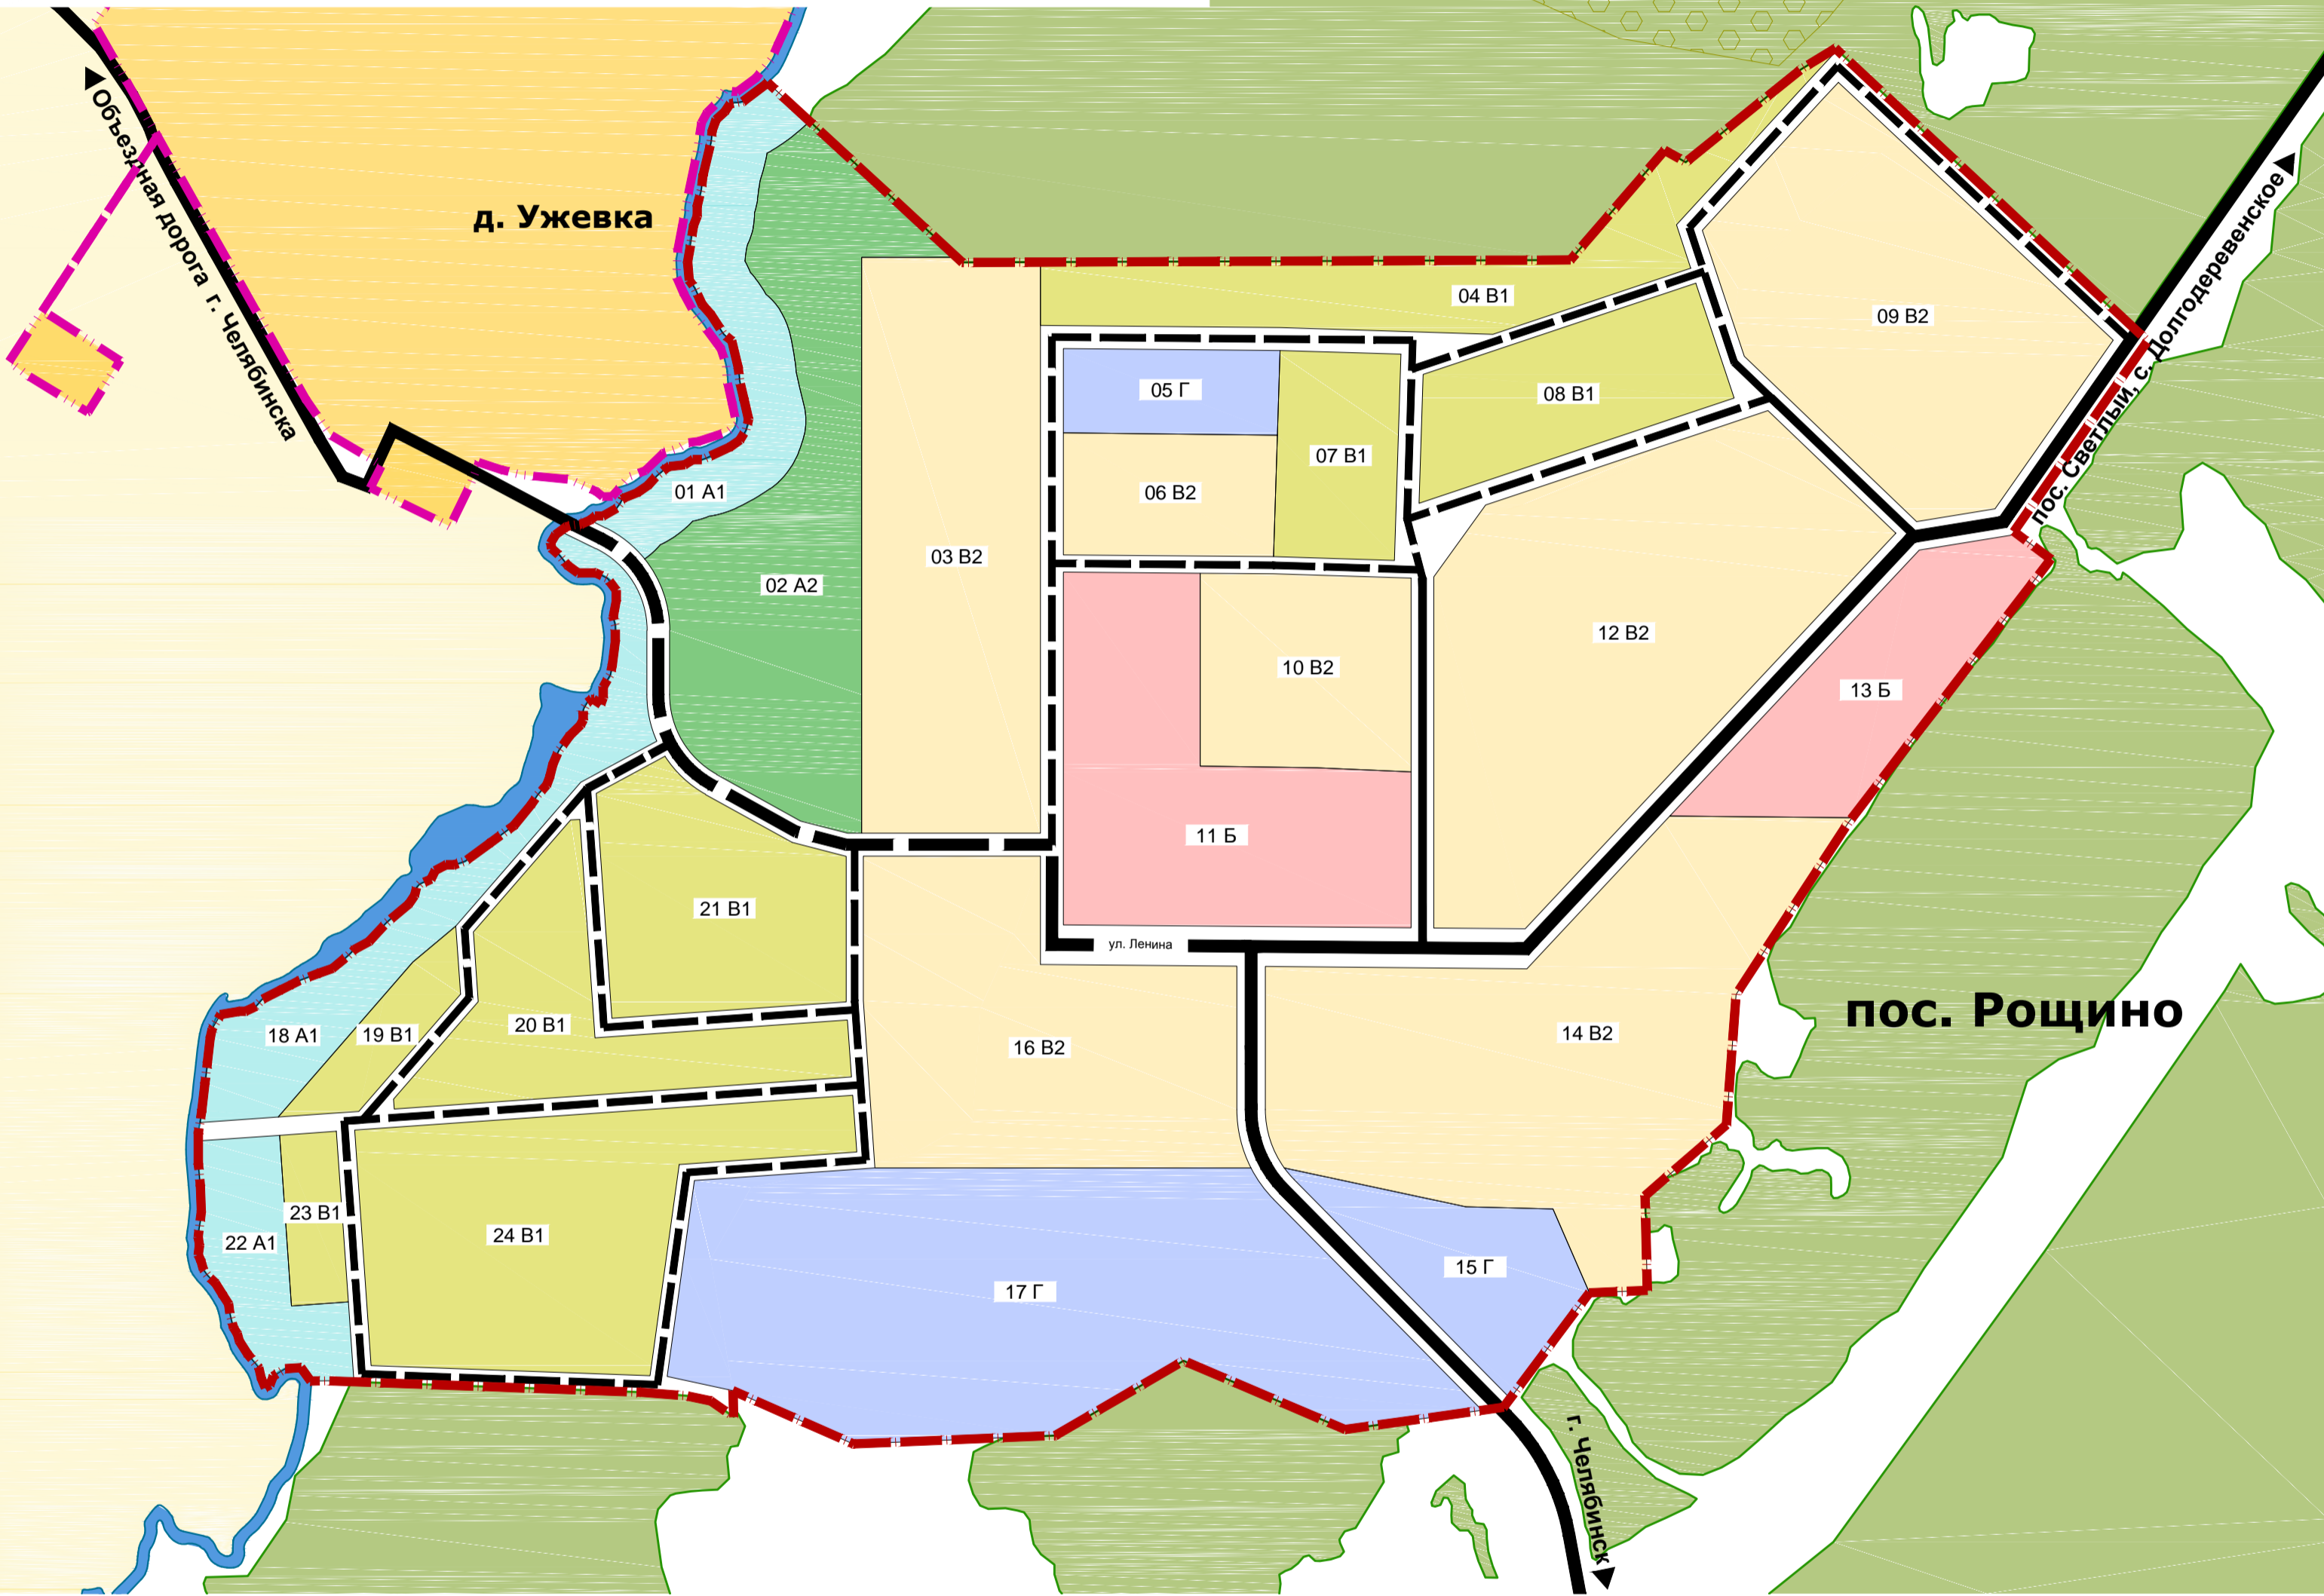 Объездная дорога г. Челябинска
д. Ужевка
пос. Светлый, с. Долгодеревенское
04 В1
09 В2
05 Г
08 В1
07 В1
06 В2
01 А1
03 В2
02 А2
12 В2
10 В2
13 Б
11 Б
21 В1
ул. Ленина
пос. Рощино
20 В1
18 А1
19 В1
14 В2
16 В2
23 В1
24 В1
22 А1
15 Г
17 Г
г. Челябинск